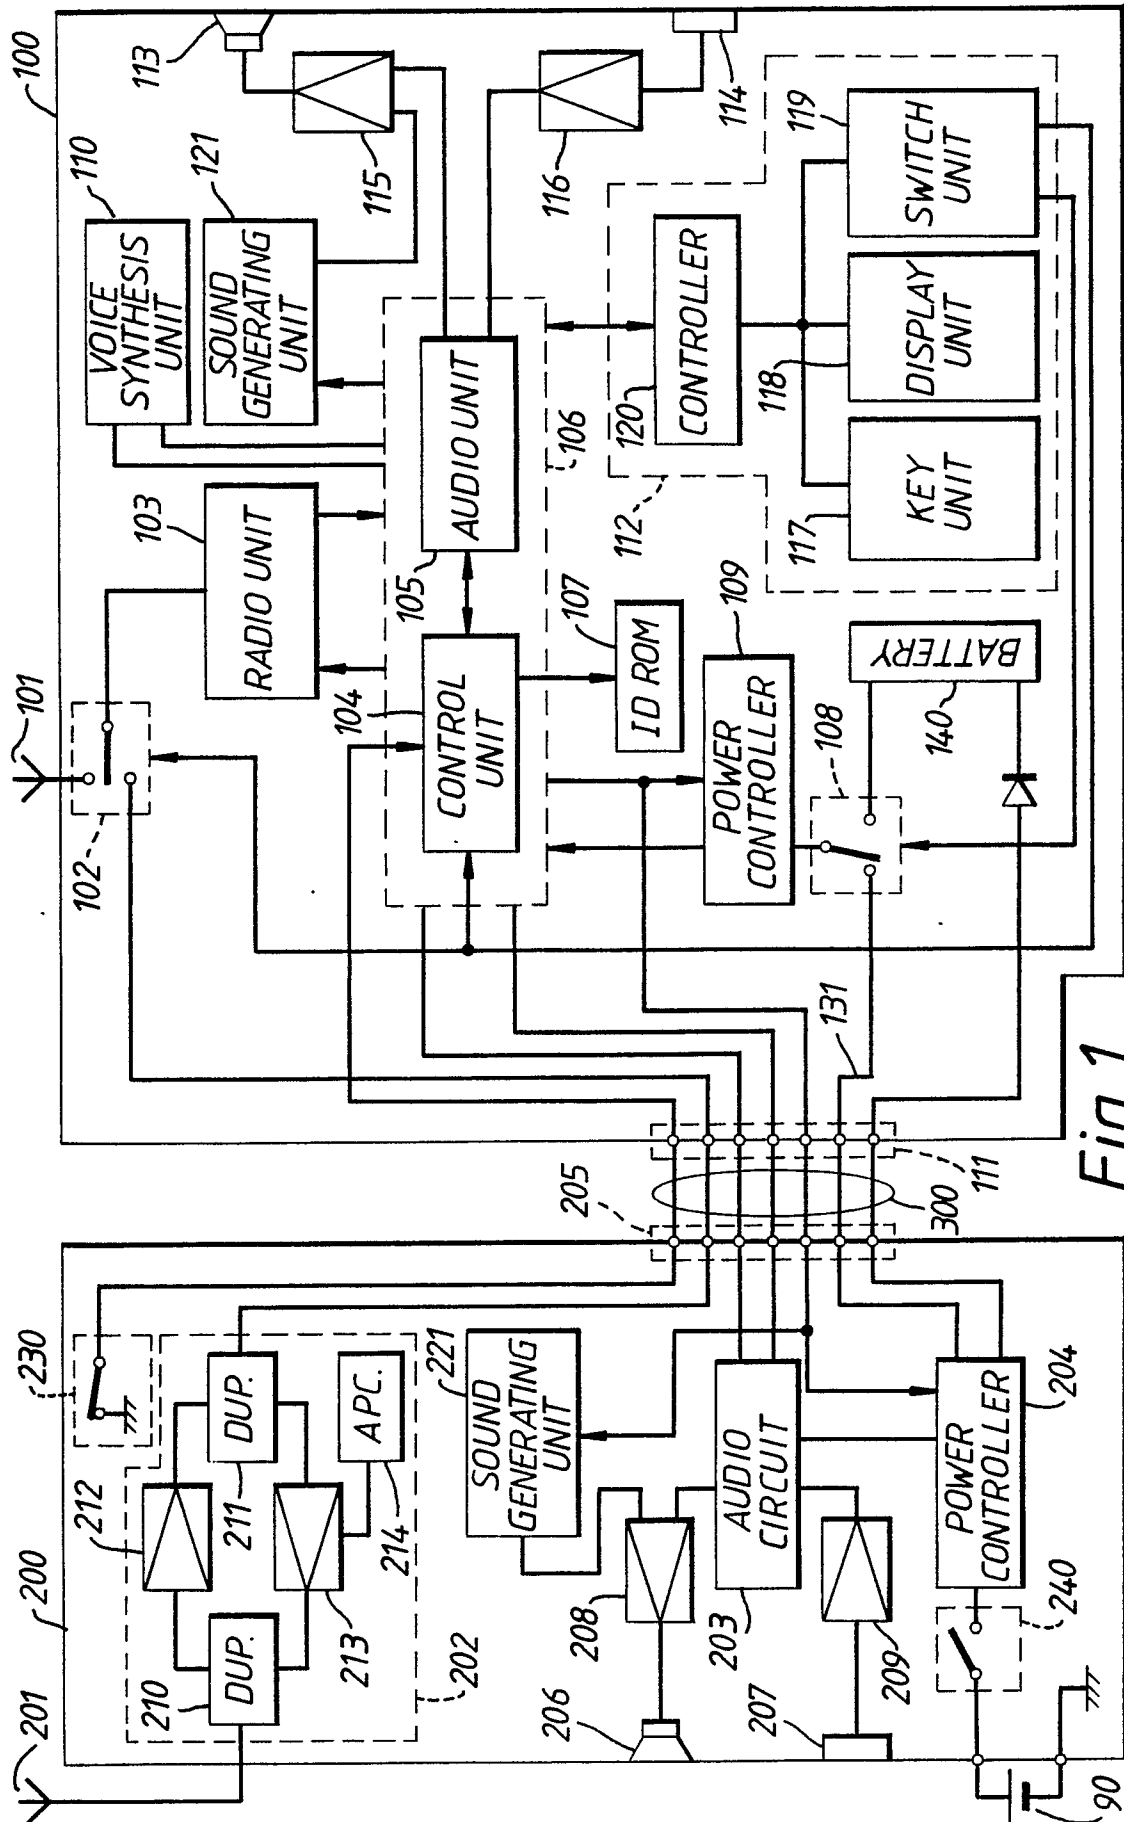 Fig. 1
201
200
210
DUP.
212
211
DUP.
213
214
APC.
202
230
221
SOUND
GENERATING
UNIT
208
206
203
AUDIO
CIRCUIT
207
209
204
POWER
CONTROLLER
240
90
205
300
111
100
101
102
103
RADIO UNIT
110
VOICE
SYNTHESIS
UNIT
121
SOUND
GENERATING
UNIT
113
115
116
114
104
CONTROL
UNIT
105
AUDIO UNIT
106
107
ID ROM
109
POWER
CONTROLLER
108
131
140
BATTERY
112
120
CONTROLLER
117
KEY
UNIT
118
DISPLAY
UNIT
119
SWITCH
UNIT